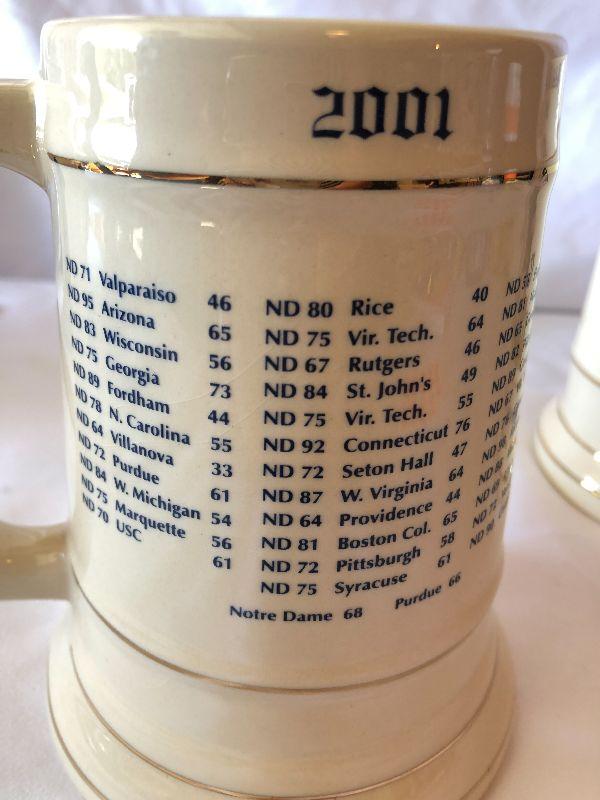 2001
ND 71 Valparaiso 46
ND 95 Arizona 65
ND 83 Wisconsin 56
ND 75 Georgia 73
ND 89 Fordham 44
ND 78 N. Carolina 55
ND 64 Villanova 33
ND 72 Purdue 61
ND 84 W. Michigan 54
ND 75 Marquette 56
ND 70 USC 61
ND 80 Rice 40
ND 75 Vir. Tech. 64
ND 67 Rutgers 46
ND 84 St. John's 49
ND 75 Vir. Tech. 55
ND 92 Connecticut 76
ND 72 Seton Hall 47
ND 87 W. Virginia 64
ND 64 Providence 44
ND 81 Boston Col. 65
ND 72 Pittsburgh 58
ND 75 Syracuse 61
Notre Dame 68 Purdue 66